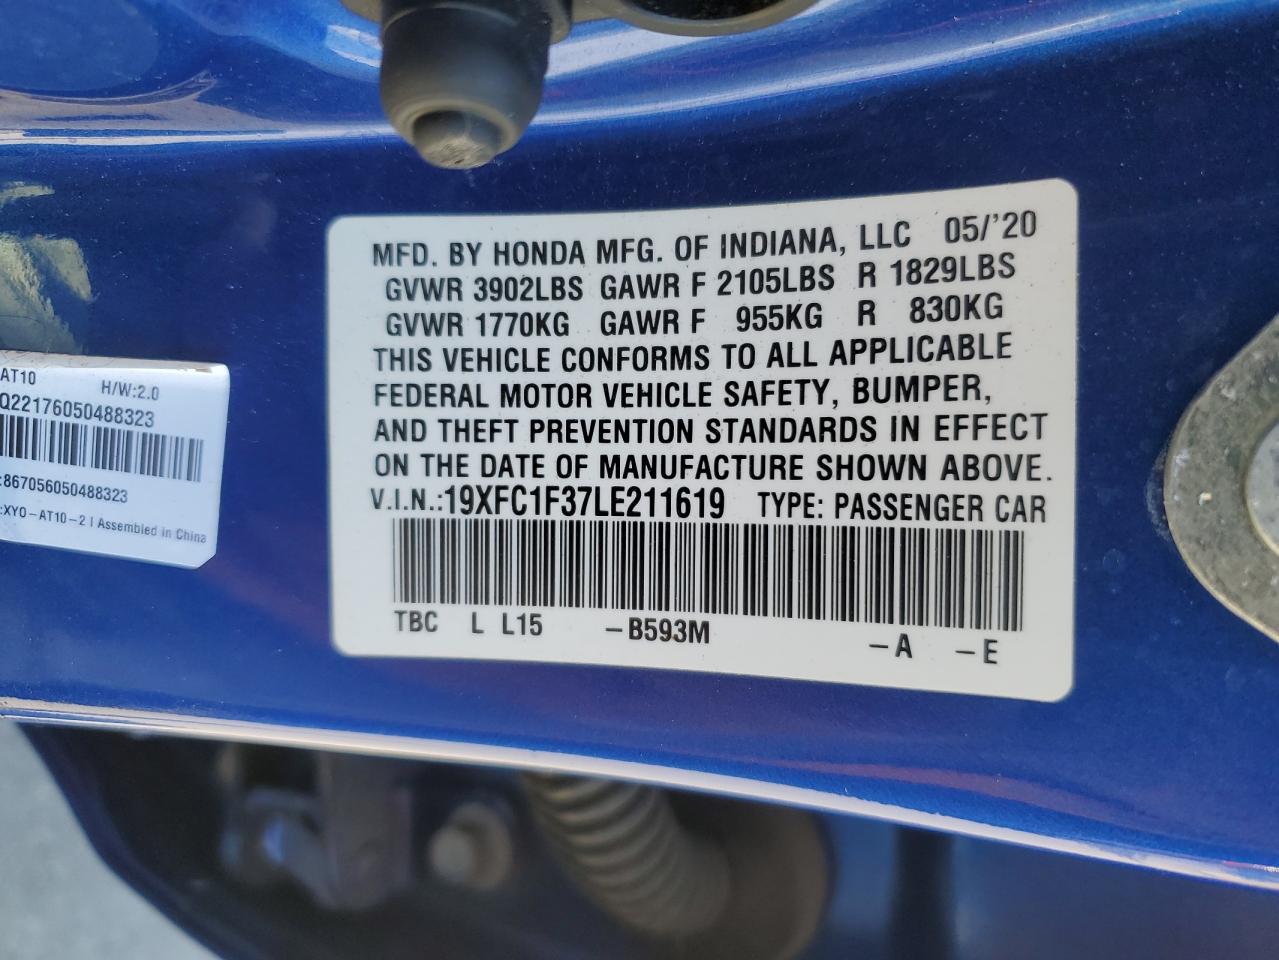 MFD. BY HONDA MFG. OF INDIANA, LLC 05/'20
GVWR 3902LBS GAWR F 2105LBS R 1829LBS
GVWR 1770KG GAWR F 955KG R 830KG
THIS VEHICLE CONFORMS TO ALL APPLICABLE
FEDERAL MOTOR VEHICLE SAFETY, BUMPER,
AND THEFT PREVENTION STANDARDS IN EFFECT
ON THE DATE OF MANUFACTURE SHOWN ABOVE.
V.I.N.:19XFC1F37LE211619 TYPE: PASSENGER CAR
TBC L L15 -B593M -A -E
AT10 H/W:2.0
Q22176050488323
:867056050488323
:XYO-AT10-2 | Assembled in China